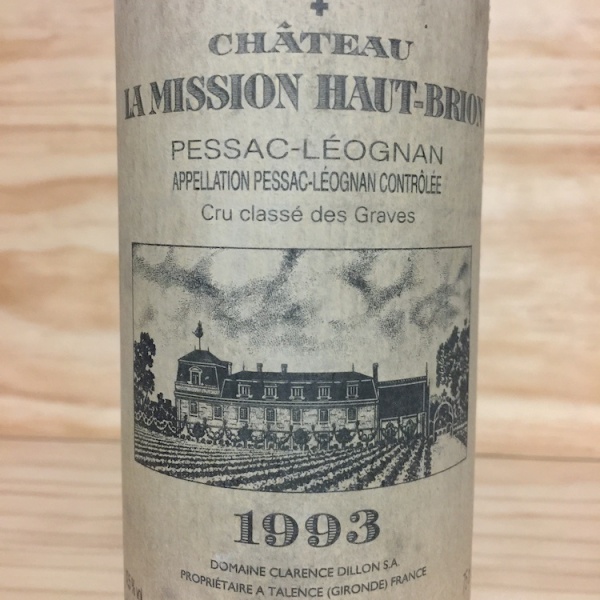 CHÂTEAU
LA MISSION HAUT-BRION
PESSAC-LÉOGNAN
APPELLATION PESSAC-LÉOGNAN CONTRÔLÉE
Cru classé des Graves
1993
DOMAINE CLARENCE DILLON S.A.
PROPRIÉTAIRE A TALENCE (GIRONDE) FRANCE